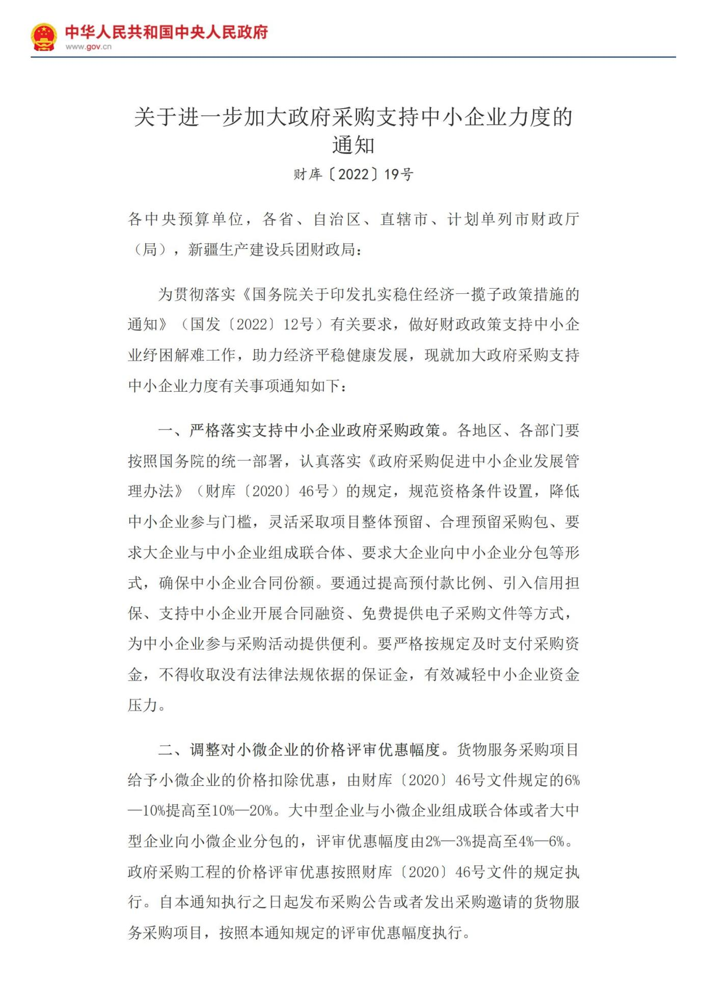 中华人民共和国中央人民政府
www.gov.cn
关于进一步加大政府采购支持中小企业力度的
通知
财库〔2022〕19号
各中央预算单位，各省、自治区、直辖市、计划单列市财政厅
（局），新疆生产建设兵团财政局：
为贯彻落实《国务院关于印发扎实稳住经济一揽子政策措施的
通知》（国发〔2022〕12号）有关要求，做好财政政策支持中小企
业纾困解难工作，助力经济平稳健康发展，现就加大政府采购支持
中小企业力度有关事项通知如下：
一、严格落实支持中小企业政府采购政策。各地区、各部门要
按照国务院的统一部署，认真落实《政府采购促进中小企业发展管
理办法》（财库〔2020〕46号）的规定，规范资格条件设置，降低
中小企业参与门槛，灵活采取项目整体预留、合理预留采购包、要
求大企业与中小企业组成联合体、要求大企业向中小企业分包等形
式，确保中小企业合同份额。要通过提高预付款比例、引入信用担
保、支持中小企业开展合同融资、免费提供电子采购文件等方式，
为中小企业参与采购活动提供便利。要严格按规定及时支付采购资
金，不得收取没有法律法规依据的保证金，有效减轻中小企业资金
压力。
二、调整对小微企业的价格评审优惠幅度。货物服务采购项目
给予小微企业的价格扣除优惠，由财库〔2020〕46号文件规定的6%
—10%提高至10%—20%。大中型企业与小微企业组成联合体或者大中
型企业向小微企业分包的，评审优惠幅度由2%—3%提高至4%—6%。
政府采购工程的价格评审优惠按照财库〔2020〕46号文件的规定执
行。自本通知执行之日起发布采购公告或者发出采购邀请的货物服
务采购项目，按照本通知规定的评审优惠幅度执行。